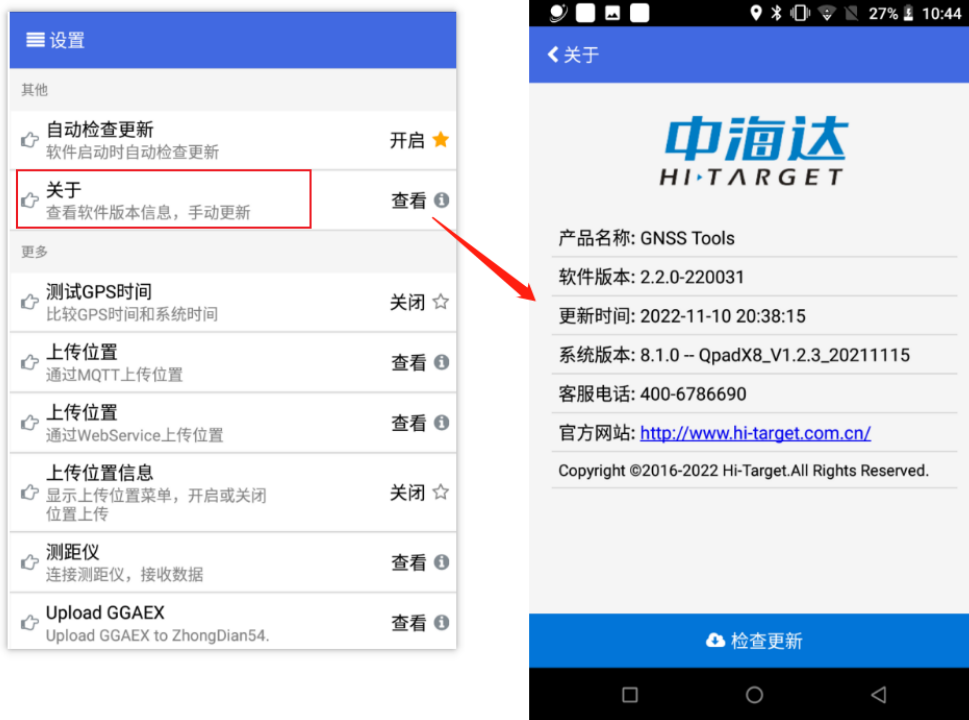 设置
其他
自动检查更新
开启
软件启动时自动检查更新
关于
查看
查看软件版本信息，手动更新
更多
测试GPS时间
关闭
比较GPS时间和系统时间
上传位置
查看
通过MQTT上传位置
上传位置
查看
通过WebService上传位置
上传位置信息
关闭
显示上传位置菜单，开启或关闭
位置上传
测距仪
查看
连接测距仪，接收数据
Upload GGAEX
查看
Upload GGAEX to ZhongDian54.
27% 10:44
关于
中海达
HI·TARGET
产品名称: GNSS Tools
软件版本: 2.2.0-220031
更新时间: 2022-11-10 20:38:15
系统版本: 8.1.0 -- QpadX8_V1.2.3_20211115
客服电话: 400-6786690
官方网站: http://www.hi-target.com.cn/
Copyright ©2016-2022 Hi-Target.All Rights Reserved.
检查更新